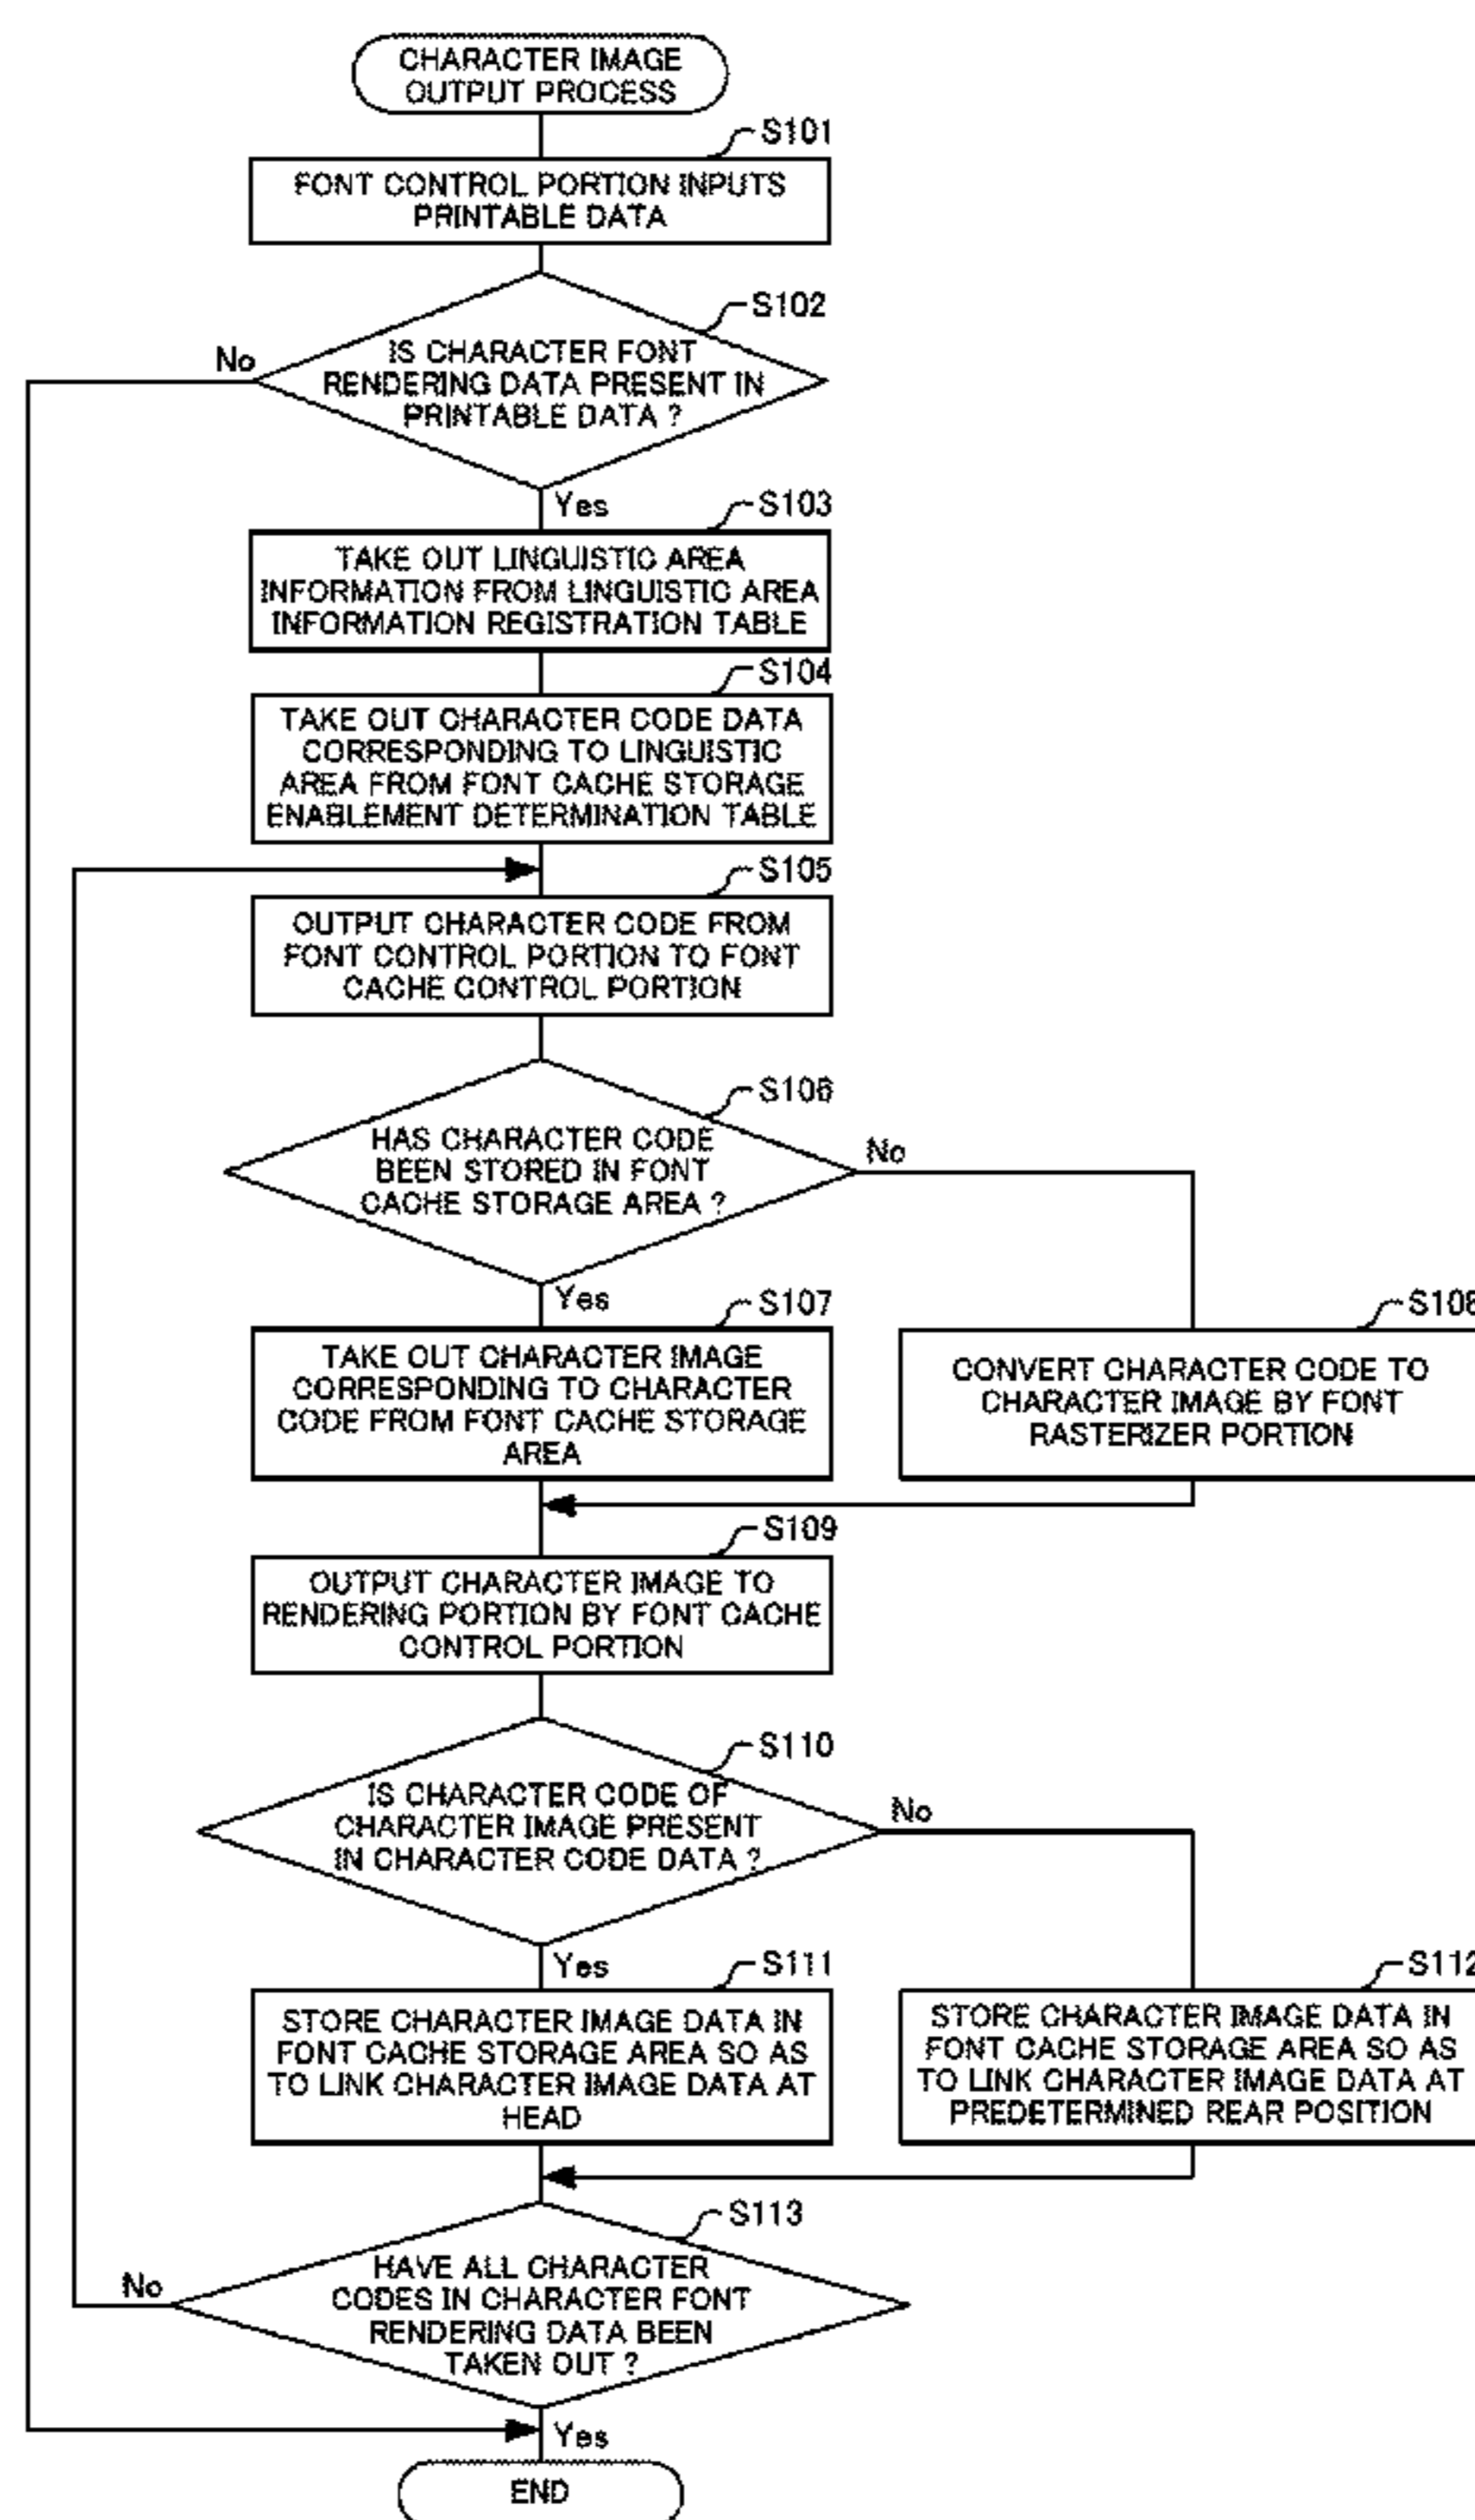 CHARACTER IMAGE
OUTPUT PROCESS
S101
FONT CONTROL PORTION INPUTS
PRINTABLE DATA
S102
No
IS CHARACTER FONT
RENDERING DATA PRESENT IN
PRINTABLE DATA ?
Yes
S103
TAKE OUT LINGUISTIC AREA
INFORMATION FROM LINGUISTIC AREA
INFORMATION REGISTRATION TABLE
S104
TAKE OUT CHARACTER CODE DATA
CORRESPONDING TO LINGUISTIC
AREA FROM FONT CACHE STORAGE
ENABLEMENT DETERMINATION TABLE
S105
OUTPUT CHARACTER CODE FROM
FONT CONTROL PORTION TO FONT
CACHE CONTROL PORTION
S106
HAS CHARACTER CODE
BEEN STORED IN FONT
CACHE STORAGE AREA ?
No
Yes
S107
TAKE OUT CHARACTER IMAGE
CORRESPONDING TO CHARACTER
CODE FROM FONT CACHE STORAGE
AREA
S108
CONVERT CHARACTER CODE TO
CHARACTER IMAGE BY FONT
RASTERIZER PORTION
S109
OUTPUT CHARACTER IMAGE TO
RENDERING PORTION BY FONT CACHE
CONTROL PORTION
S110
IS CHARACTER CODE OF
CHARACTER IMAGE PRESENT
IN CHARACTER CODE DATA ?
No
Yes
S111
STORE CHARACTER IMAGE DATA IN
FONT CACHE STORAGE AREA SO AS
TO LINK CHARACTER IMAGE DATA AT
HEAD
S112
STORE CHARACTER IMAGE DATA IN
FONT CACHE STORAGE AREA SO AS
TO LINK CHARACTER IMAGE DATA AT
PREDETERMINED REAR POSITION
S113
No
HAVE ALL CHARACTER
CODES IN CHARACTER FONT
RENDERING DATA BEEN
TAKEN OUT ?
Yes
END